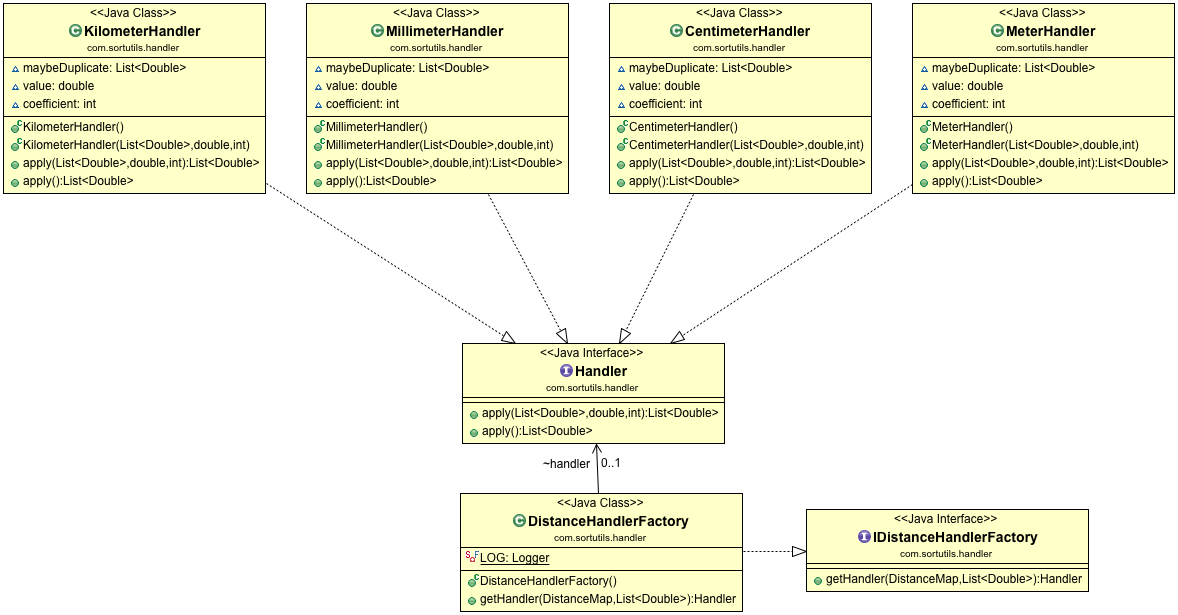 <<Java Class>>
KilometerHandler
com.sortutils.handler
maybeDuplicate: List<Double>
value: double
coefficient: int
KilometerHandler()
KilometerHandler(List<Double>,double,int)
apply(List<Double>,double,int):List<Double>
apply():List<Double>
<<Java Class>>
MillimeterHandler
com.sortutils.handler
maybeDuplicate: List<Double>
value: double
coefficient: int
MillimeterHandler()
MillimeterHandler(List<Double>,double,int)
apply(List<Double>,double,int):List<Double>
apply():List<Double>
<<Java Class>>
CentimeterHandler
com.sortutils.handler
maybeDuplicate: List<Double>
value: double
coefficient: int
CentimeterHandler()
CentimeterHandler(List<Double>,double,int)
apply(List<Double>,double,int):List<Double>
apply():List<Double>
<<Java Class>>
MeterHandler
com.sortutils.handler
maybeDuplicate: List<Double>
value: double
coefficient: int
MeterHandler()
MeterHandler(List<Double>,double,int)
apply(List<Double>,double,int):List<Double>
apply():List<Double>
<<Java Interface>>
Handler
com.sortutils.handler
apply(List<Double>,double,int):List<Double>
apply():List<Double>
~handler 0..1
<<Java Class>>
DistanceHandlerFactory
com.sortutils.handler
LOG: Logger
DistanceHandlerFactory()
getHandler(DistanceMap,List<Double>):Handler
<<Java Interface>>
IDistanceHandlerFactory
com.sortutils.handler
getHandler(DistanceMap,List<Double>):Handler